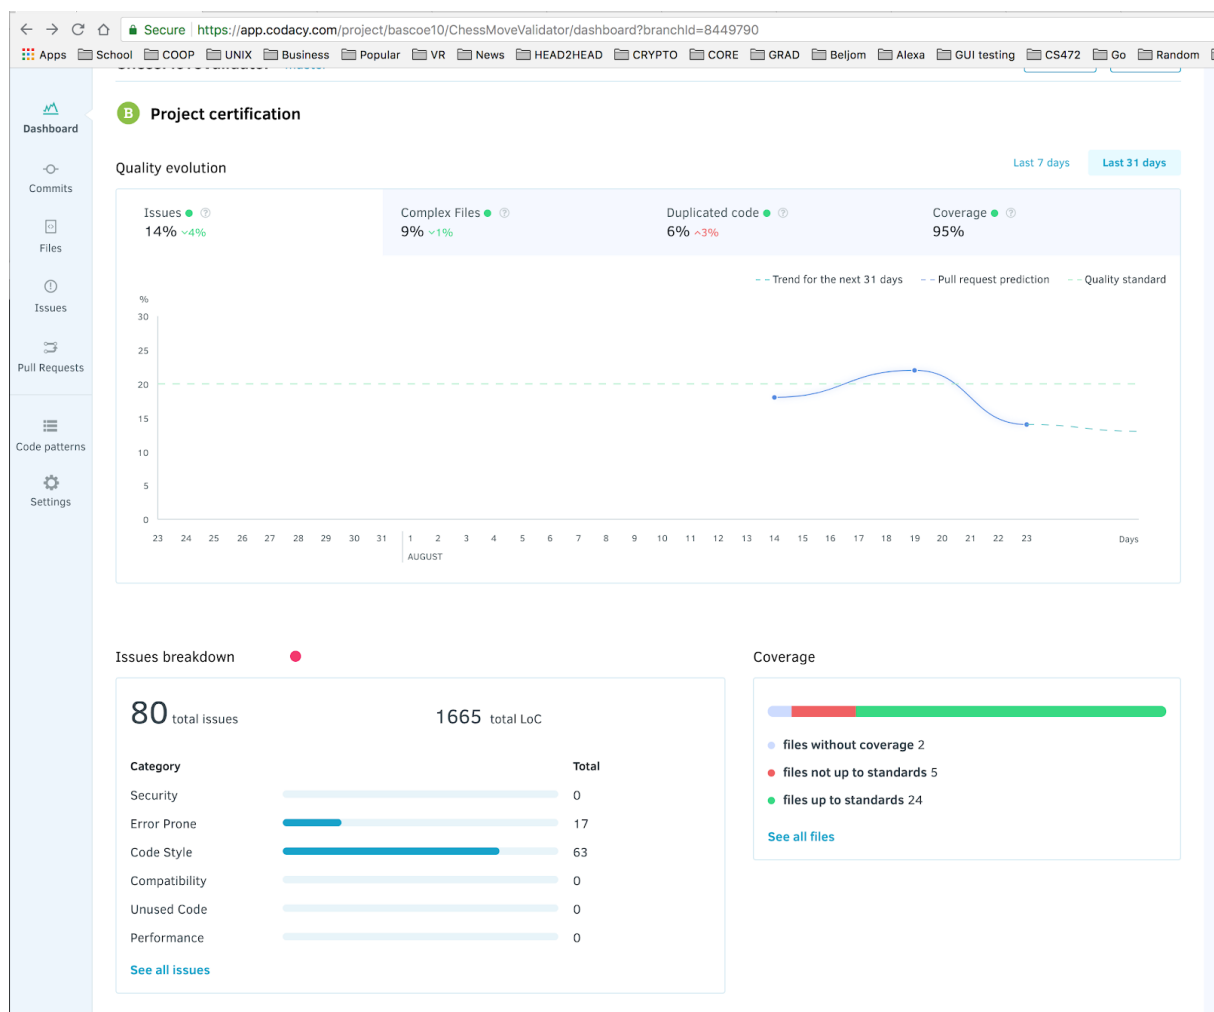 Secure https://app.codacy.com/project/bascoe10/ChessMoveValidator/dashboard?branchId=8449790
Apps School COOP UNIX Business Popular VR News HEAD2HEAD CRYPTO CORE GRAD Beljom Alexa GUI testing CS472 Go Random
Dashboard
Commits
Files
Issues
Pull Requests
Code patterns
Settings
B Project certification
Quality evolution
Last 7 days Last 31 days
Issues
14% 4%
Complex Files
9% 1%
Duplicated code
6% 3%
Coverage
95%
Trend for the next 31 days Pull request prediction Quality standard
%
30
25
20
15
10
5
0
23 24 25 26 27 28 29 30 31 1 2 3 4 5 6 7 8 9 10 11 12 13 14 15 16 17 18 19 20 21 22 23 Days
AUGUST
Issues breakdown
80 total issues 1665 total LoC
Category Total
Security 0
Error Prone 17
Code Style 63
Compatibility 0
Unused Code 0
Performance 0
See all issues
Coverage
files without coverage 2
files not up to standards 5
files up to standards 24
See all files